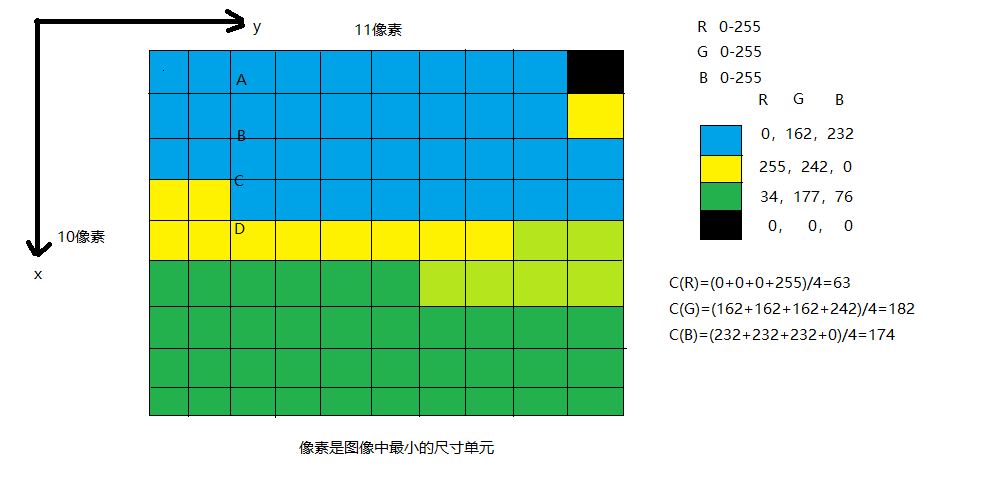 y
11像素
R 0-255
G 0-255
B 0-255
R G B
A
B
C
D
0，162，232
255，242，0
34，177，76
0， 0， 0
10像素
x
C(R)=(0+0+0+255)/4=63
C(G)=(162+162+162+242)/4=182
C(B)=(232+232+232+0)/4=174
像素是图像中最小的尺寸单元